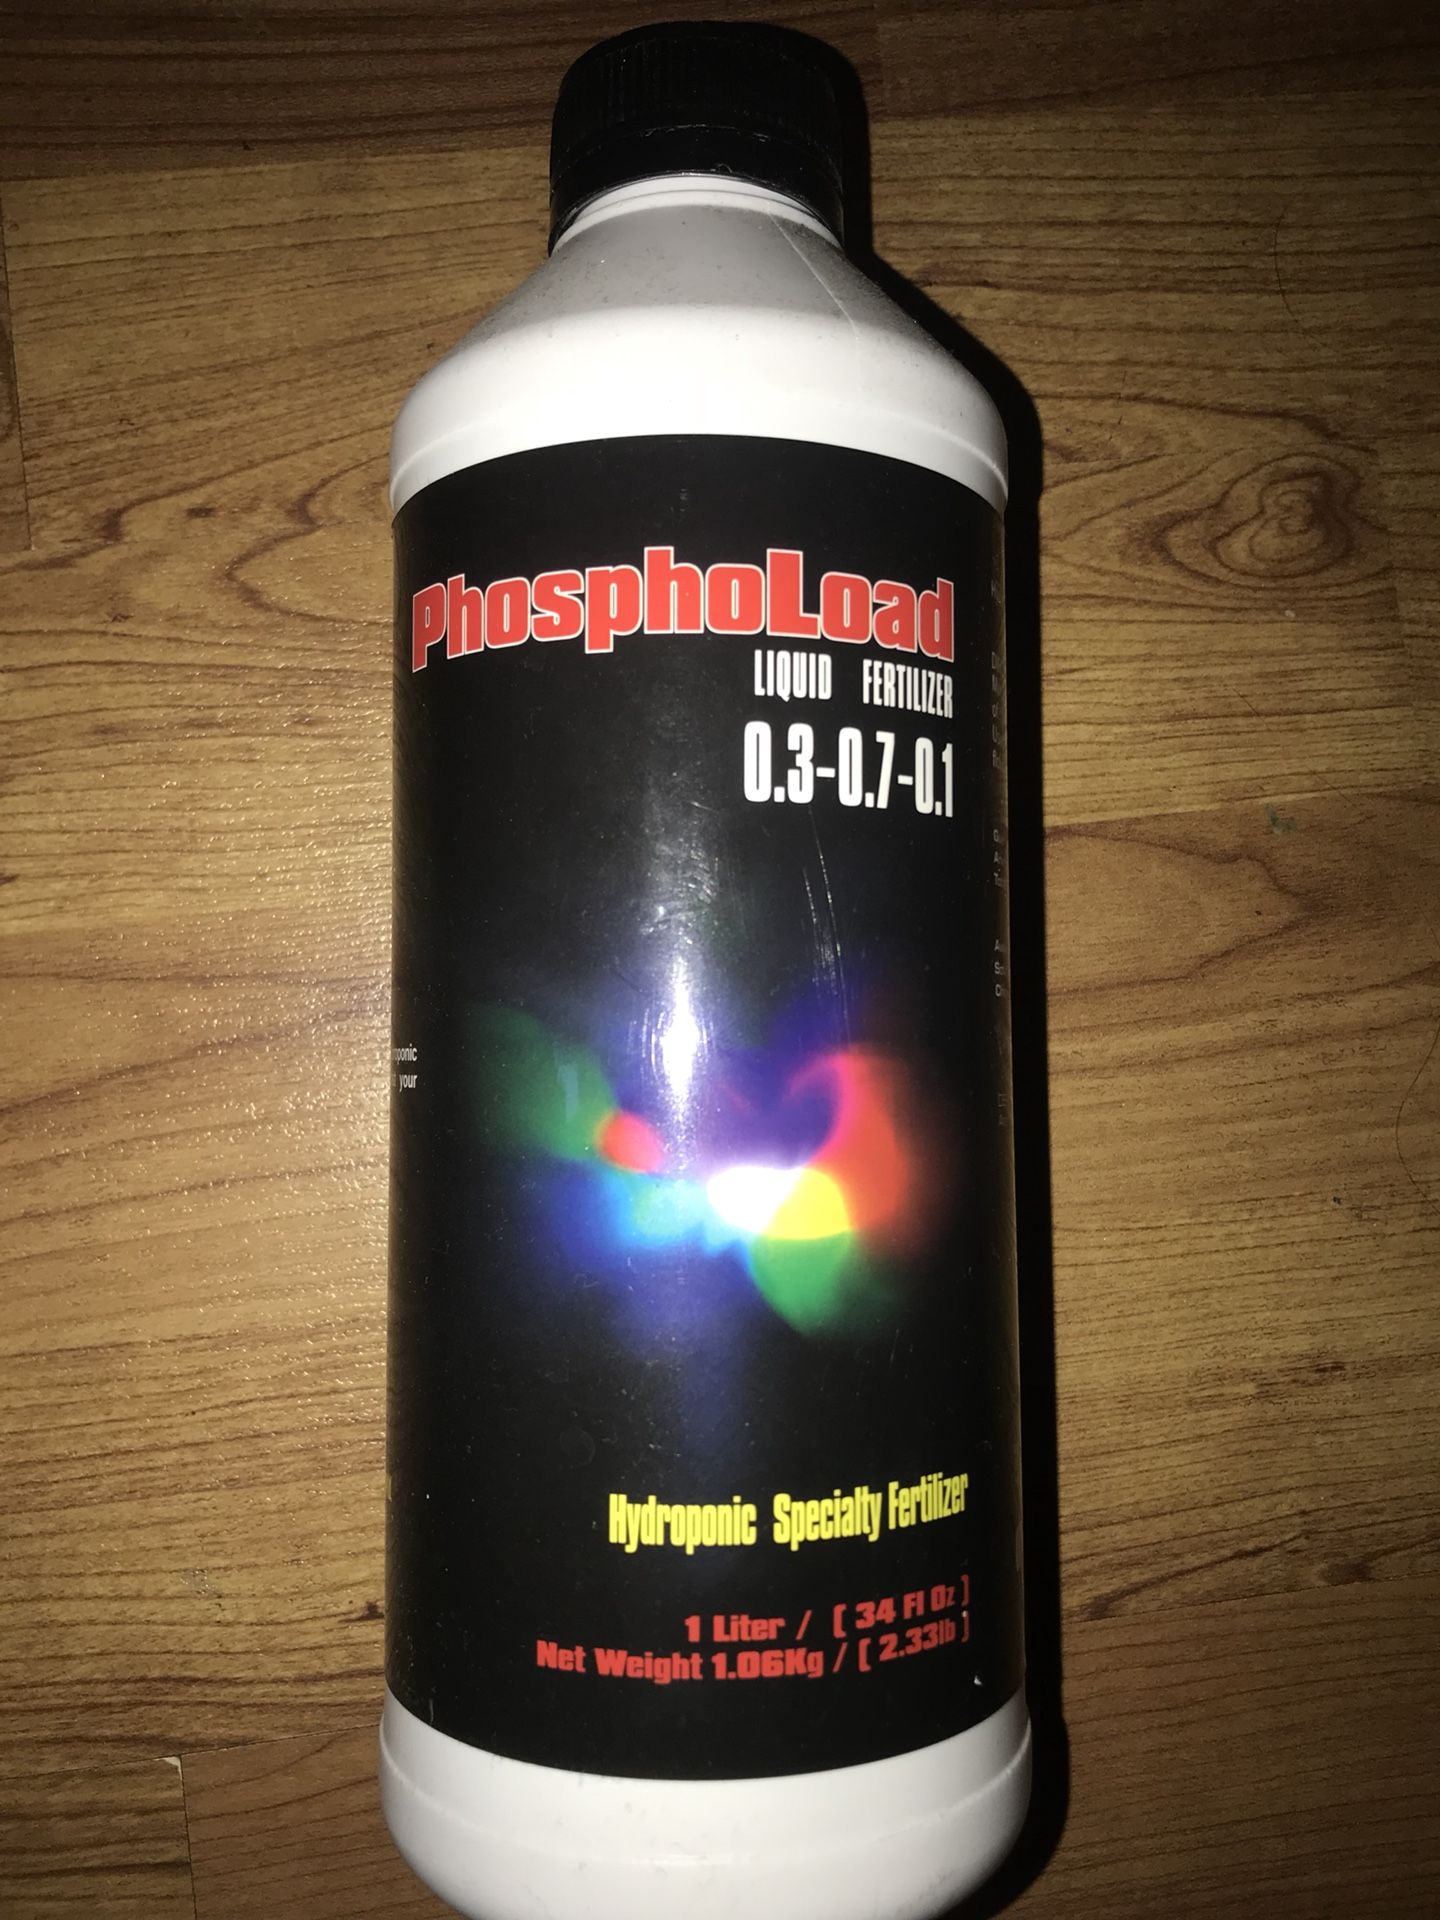 PhosphoLoad
LIQUID FERTILIZER
0.3-0.7-0.1
your
Hydroponic Specialty Fertilizer
1 Liter / [ 34 Fl Oz ]
Net Weight 1.06Kg / [ 2.33lb ]